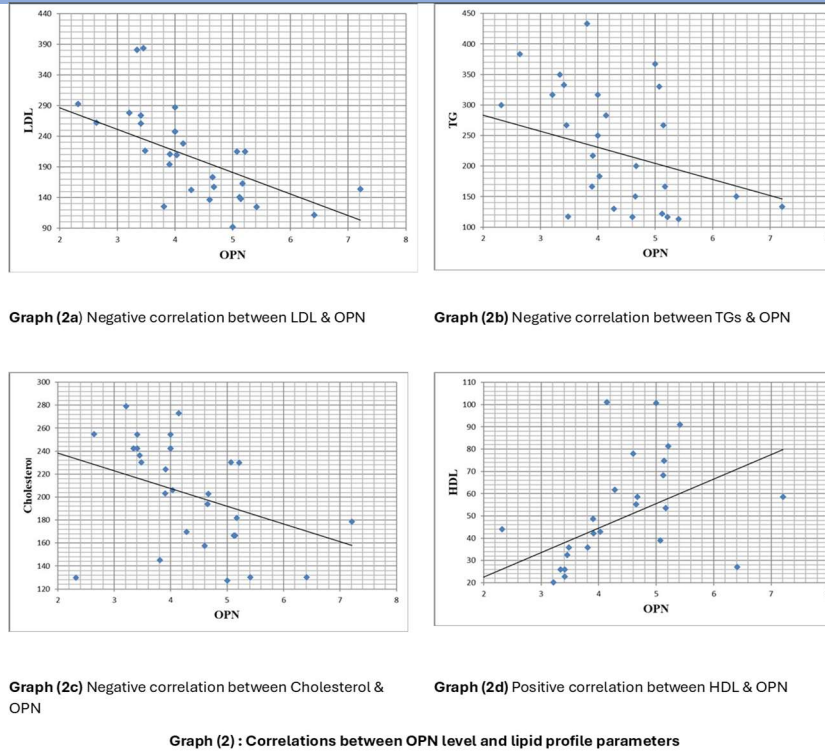 440
390
340
290
240
190
140
90
LDL
2 3 4 5 6 7 8
OPN
450
400
350
300
250
200
150
100
TG
2 3 4 5 6 7
OPN
Graph (2a) Negative correlation between LDL & OPN
Graph (2b) Negative correlation between TGs & OPN
300
280
260
240
220
200
180
160
140
120
Cholesterol
2 3 4 5 6 7 8
OPN
110
100
90
80
70
60
50
40
30
20
HDL
2 3 4 5 6 7
OPN
Graph (2c) Negative correlation between Cholesterol &
OPN
Graph (2d) Positive correlation between HDL & OPN
Graph (2) : Correlations between OPN level and lipid profile parameters